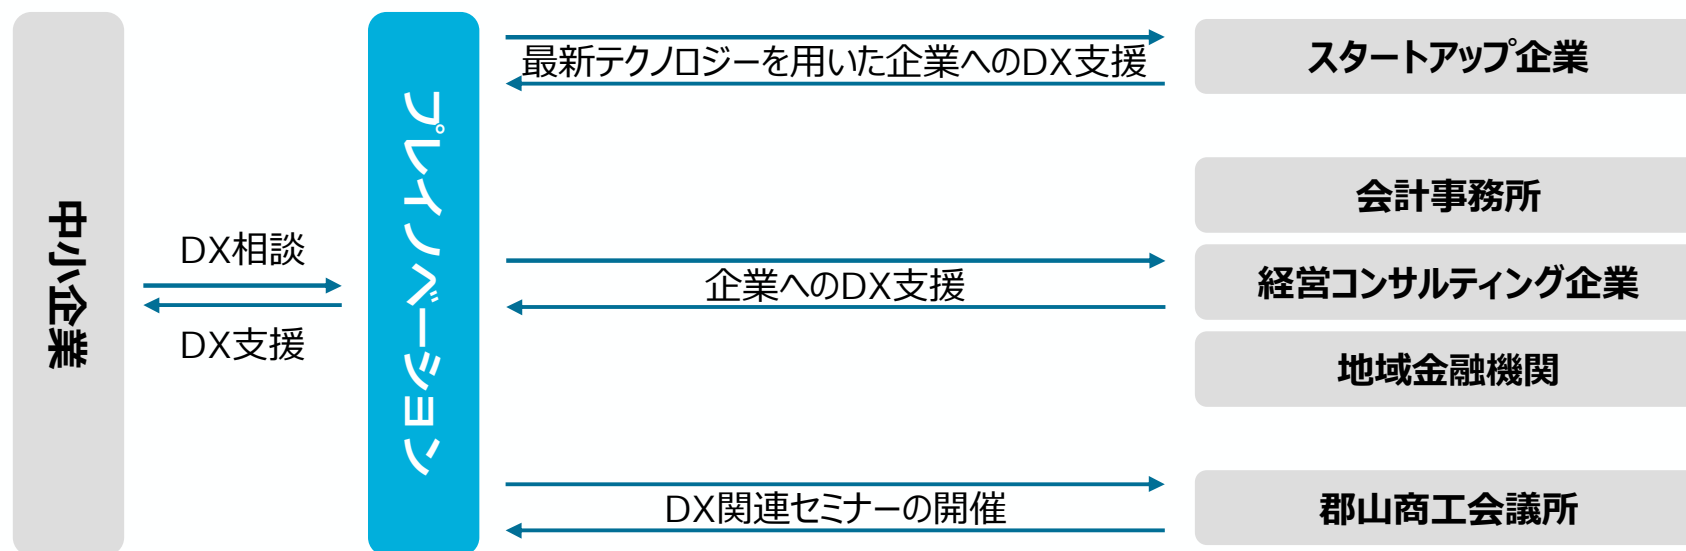 中小企業
DX相談
DX支援
プレイノベーション
最新テクノロジーを用いた企業へのDX支援
スタートアップ企業
企業へのDX支援
会計事務所
経営コンサルティング企業
地域金融機関
DX関連セミナーの開催
郡山商工会議所